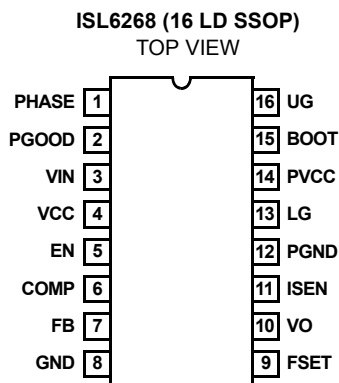 ISL6268 (16 LD SSOP)
TOP VIEW
PHASE 1 16 UG
PGOOD 2 15 BOOT
VIN 3 14 PVCC
VCC 4 13 LG
EN 5 12 PGND
COMP 6 11 ISEN
FB 7 10 VO
GND 8 9 FSET